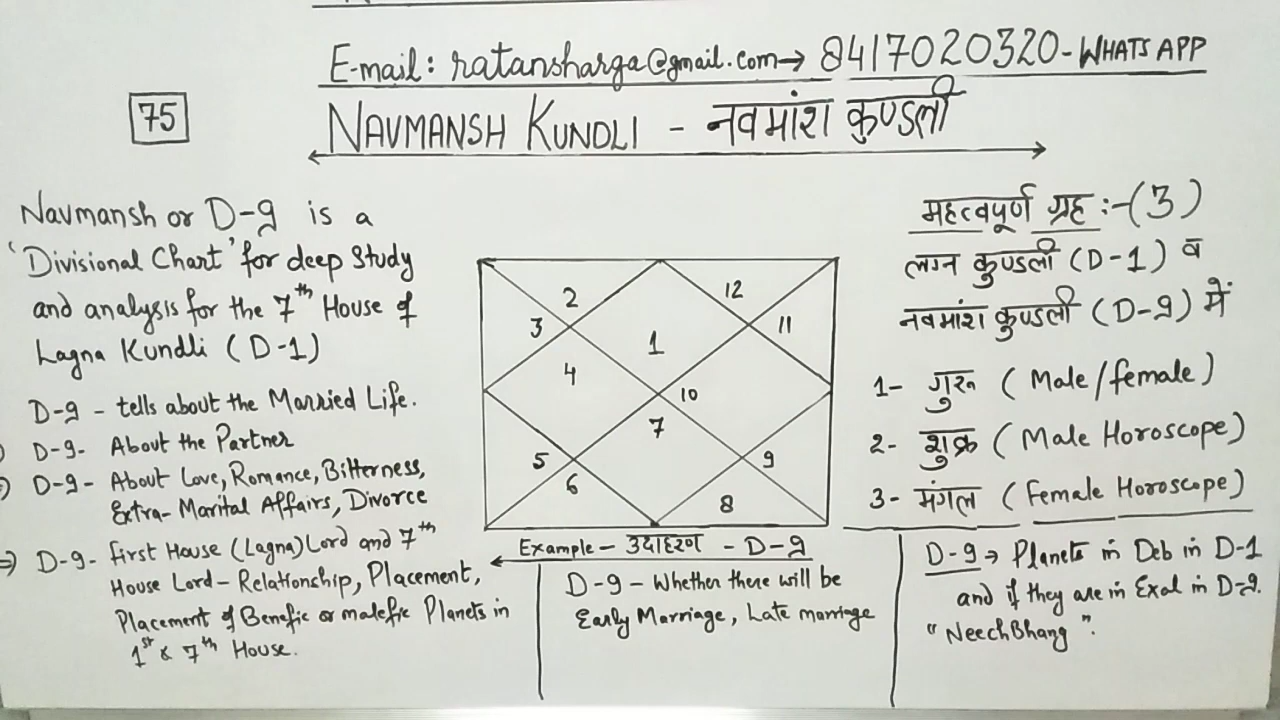 E-mail: ratansharga@gmail.com→ 8417020320-WHATSAPP
75
NAVMANSH KUNDLI - नवमांश कुण्डली
Navmansh or D-9 is a
'Divisional Chart' for deep Study
and analysis for the 7th House of
Lagna Kundli (D-1)
D-9 - tells about the Married Life.
D-9- About the Partner
D-9- About Love, Romance, Bitterness,
Extra-Marital Affairs, Divorce
⇒ D-9- First House (Lagna) Lord and 7th
House Lord - Relationship, Placement,
Placement of Benefic or malefic Planets in
1st & 7th House.
2
12
3
11
1
4
10
7
5
9
6
8
Example - उदाहरण - D-9
D-9 - Whether there will be
Early Marriage, Late marriage
महत्वपूर्ण ग्रह :-(3)
लग्न कुण्डली (D-1) व
नवमांश कुण्डली (D-9) में
1- गुरू (Male/female)
2- शुक्र (Male Horoscope)
3- मंगल (Female Horoscope)
D-9 → Planets in Deb in D-1
and if they are in Exal in D-9.
"NeechBhang".